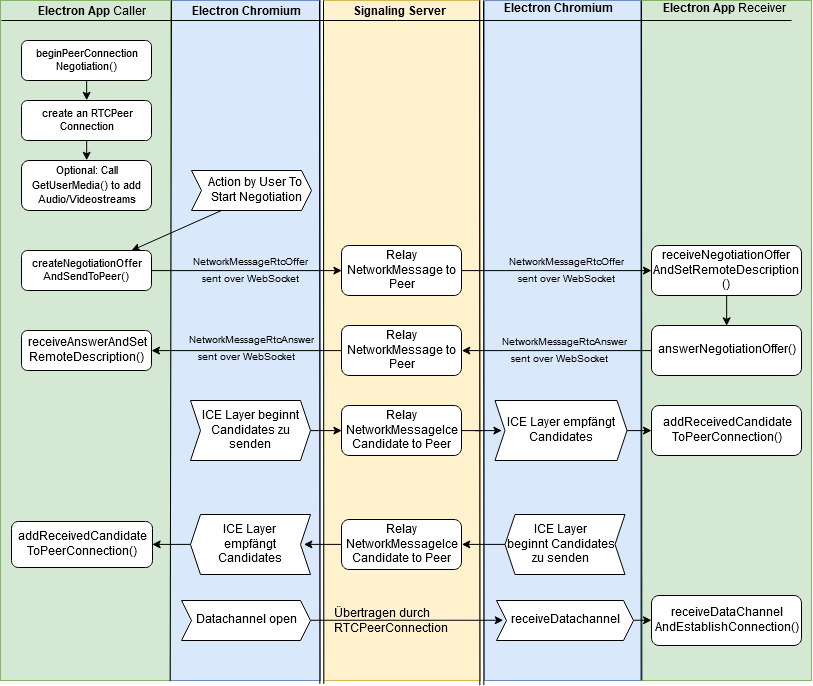 Electron App Caller
Electron Chromium
Signaling Server
Electron Chromium
Electron App Receiver
beginPeerConnection
Negotiation()
create an RTCPeer
Connection
Optional: Call
GetUserMedia() to add
Audio/Videostreams
Action by User To
Start Negotiation
createNegotiationOffer
AndSendToPeer()
NetworkMessageRtcOffer
sent over WebSocket
Relay
NetworkMessage to
Peer
NetworkMessageRtcOffer
sent over WebSocket
receiveNegotiationOffer
AndSetRemoteDescription
()
receiveAnswerAndSet
RemoteDescription()
NetworkMessageRtcAnswer
sent over WebSocket
Relay
NetworkMessage to
Peer
NetworkMessageRtcAnswer
sent over WebSocket
answerNegotiationOffer()
ICE Layer beginnt
Candidates zu
senden
Relay
NetworkMessageIce
Candidate to Peer
ICE Layer empfängt
Candidates
addReceivedCandidate
ToPeerConnection()
addReceivedCandidate
ToPeerConnection()
ICE Layer
empfängt
Candidates
Relay
NetworkMessageIce
Candidate to Peer
ICE Layer
beginnt Candidates
zu senden
Datachannel open
Übertragen durch
RTCPeerConnection
receiveDatachannel
receiveDataChannel
AndEstablishConnection()